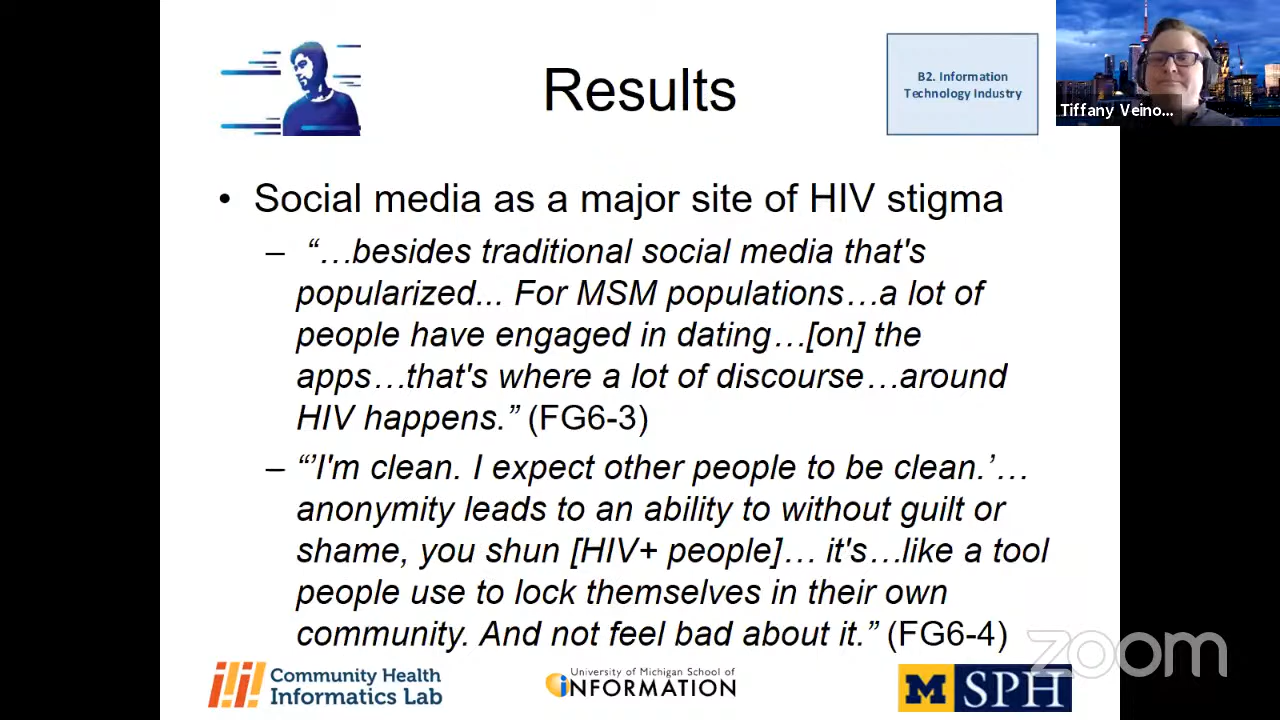 Results
B2. Information
Technology Industry
Tiffany Veino...
• Social media as a major site of HIV stigma
– “…besides traditional social media that's
popularized... For MSM populations…a lot of
people have engaged in dating…[on] the
apps…that's where a lot of discourse…around
HIV happens.” (FG6-3)
– “’I'm clean. I expect other people to be clean.’…
anonymity leads to an ability to without guilt or
shame, you shun [HIV+ people]… it's…like a tool
people use to lock themselves in their own
community. And not feel bad about it.” (FG6-4)
zoom
Community Health
Informatics Lab
University of Michigan School of
iNFORMATION
M SPH